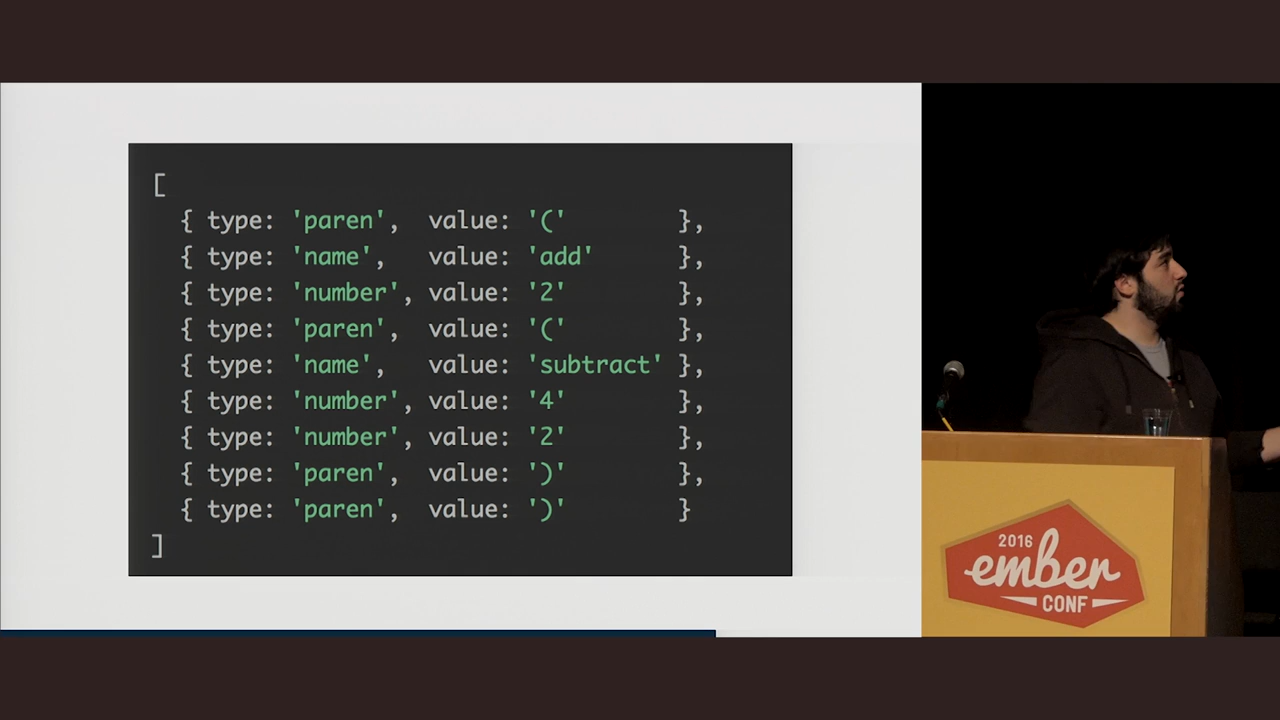 [
  { type: 'paren',  value: '('        },
  { type: 'name',   value: 'add'      },
  { type: 'number', value: '2'        },
  { type: 'paren',  value: '('        },
  { type: 'name',   value: 'subtract' },
  { type: 'number', value: '4'        },
  { type: 'number', value: '2'        },
  { type: 'paren',  value: ')'        },
  { type: 'paren',  value: ')'        }
]
2016
ember
CONF